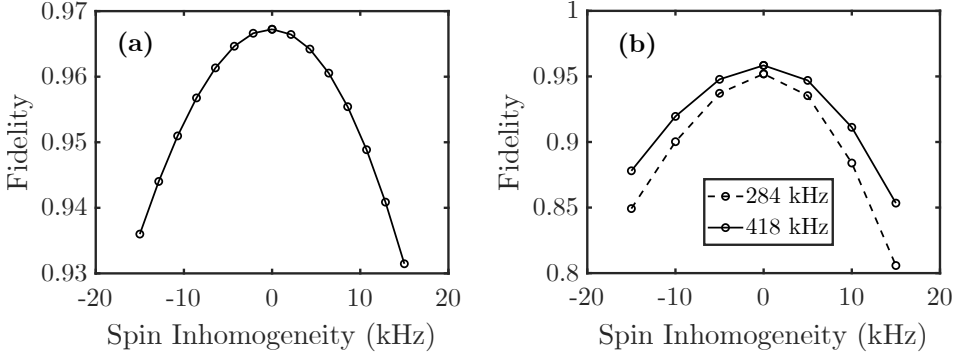 (a)
Fidelity
0.97
0.96
0.95
0.94
0.93
-20
-10
0
10
20
Spin Inhomogeneity (kHz)
(b)
Fidelity
1
0.95
0.9
0.85
0.8
284 kHz
418 kHz
-20
-10
0
10
20
Spin Inhomogeneity (kHz)